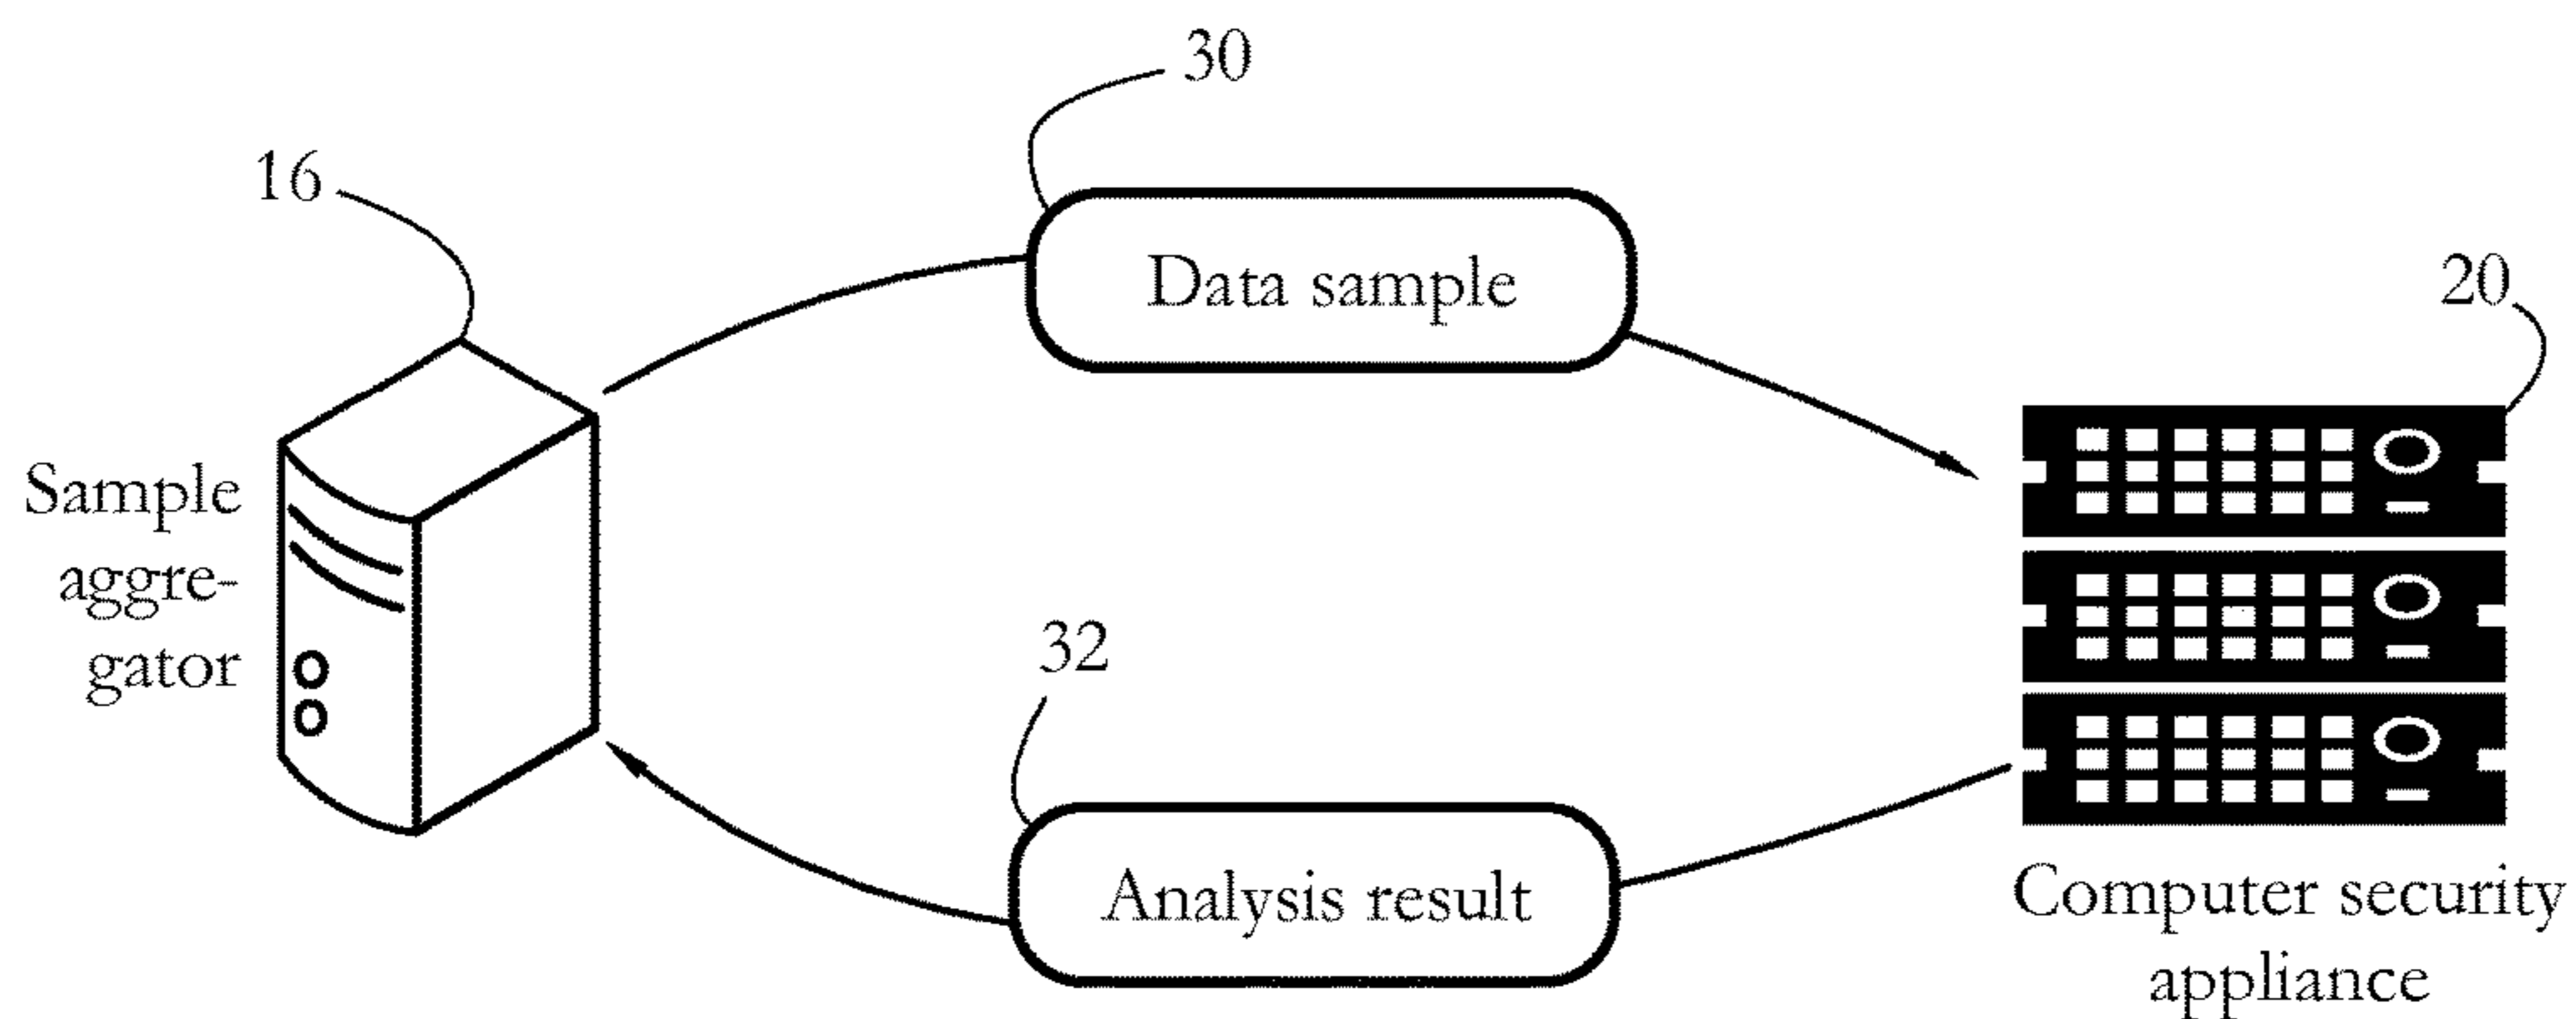 30
16
Data sample
20
Sample
aggre-
gator
32
Analysis result
Computer security
appliance